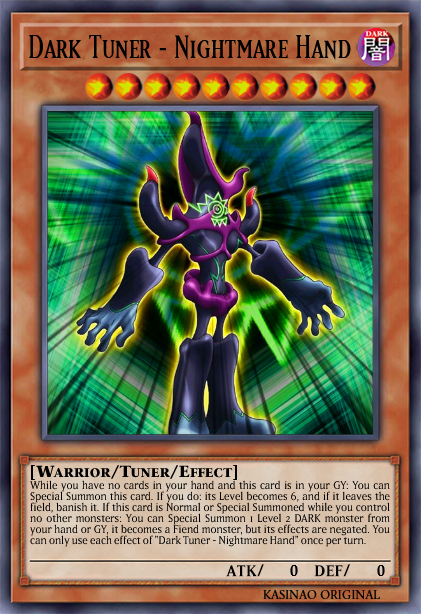 Dark Tuner - Nightmare Hand
DARK
闇
[Warrior/Tuner/Effect]
While you have no cards in your hand and this card is in your GY: You can
Special Summon this card. If you do: its Level becomes 6, and if it leaves the
field, banish it. If this card is Normal or Special Summoned while you control
no other monsters: You can Special Summon 1 Level 2 DARK monster from
your hand or GY, it becomes a Fiend monster, but its effects are negated. You
can only use each effect of "Dark Tuner - Nightmare Hand" once per turn.
ATK/ 0 DEF/ 0
KASINAO ORIGINAL